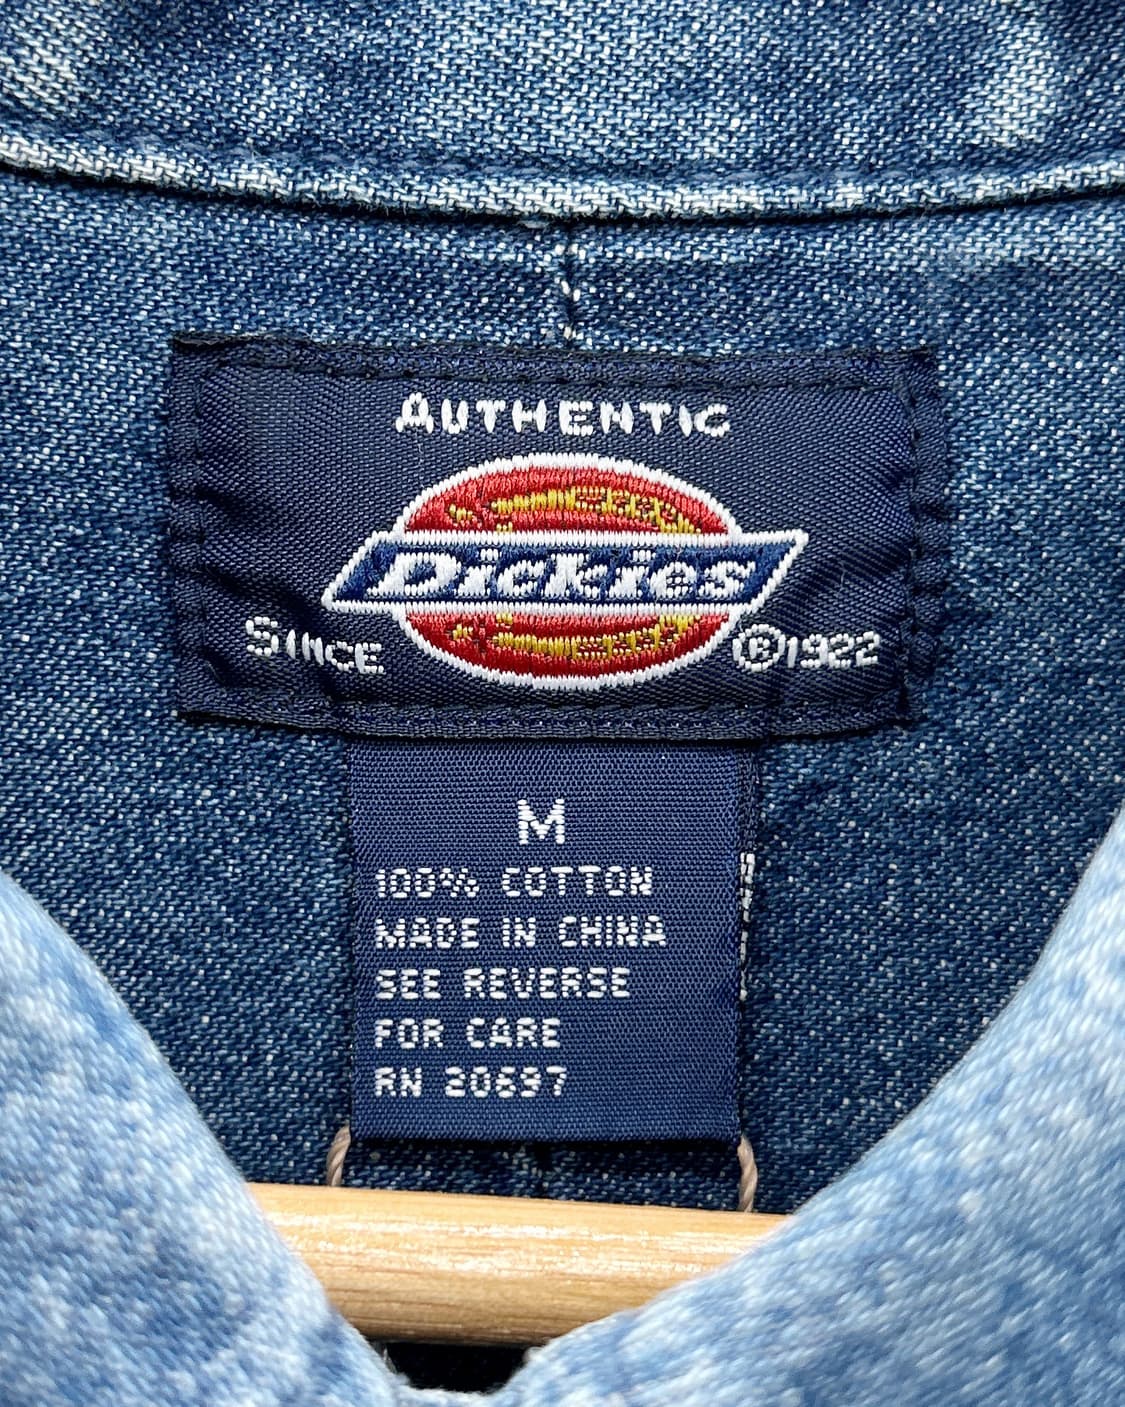 AUTHENTIC
Dickies
SINCE ®1922
M
100% COTTON
MADE IN CHINA
SEE REVERSE
FOR CARE
RN 20697